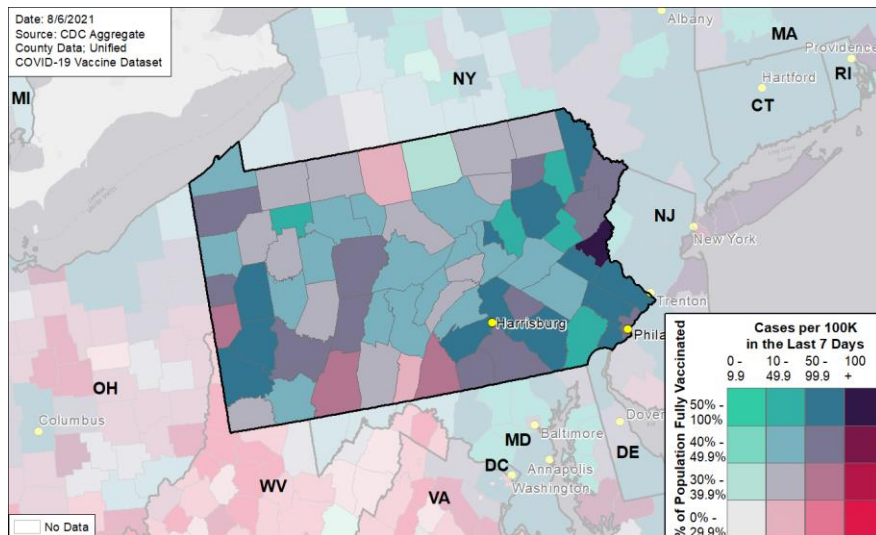 Date: 8/6/2021
Source: CDC Aggregate
County Data; Unified
COVID-19 Vaccine Dataset
Albany
MA
Providence
RI
Hartford
CT
MI
NY
NJ
New York
Trenton
Harrisburg
Phila
OH
Columbus
MD
Baltimore
Dover
DE
DC
Annapolis
Washington
WV
VA
No Data
Cases per 100K
in the Last 7 Days
0 - 9.9
10 - 49.9
50 - 99.9
100 +
% of Population Fully Vaccinated
50% - 100%
40% - 49.9%
30% - 39.9%
0% - 29.9%